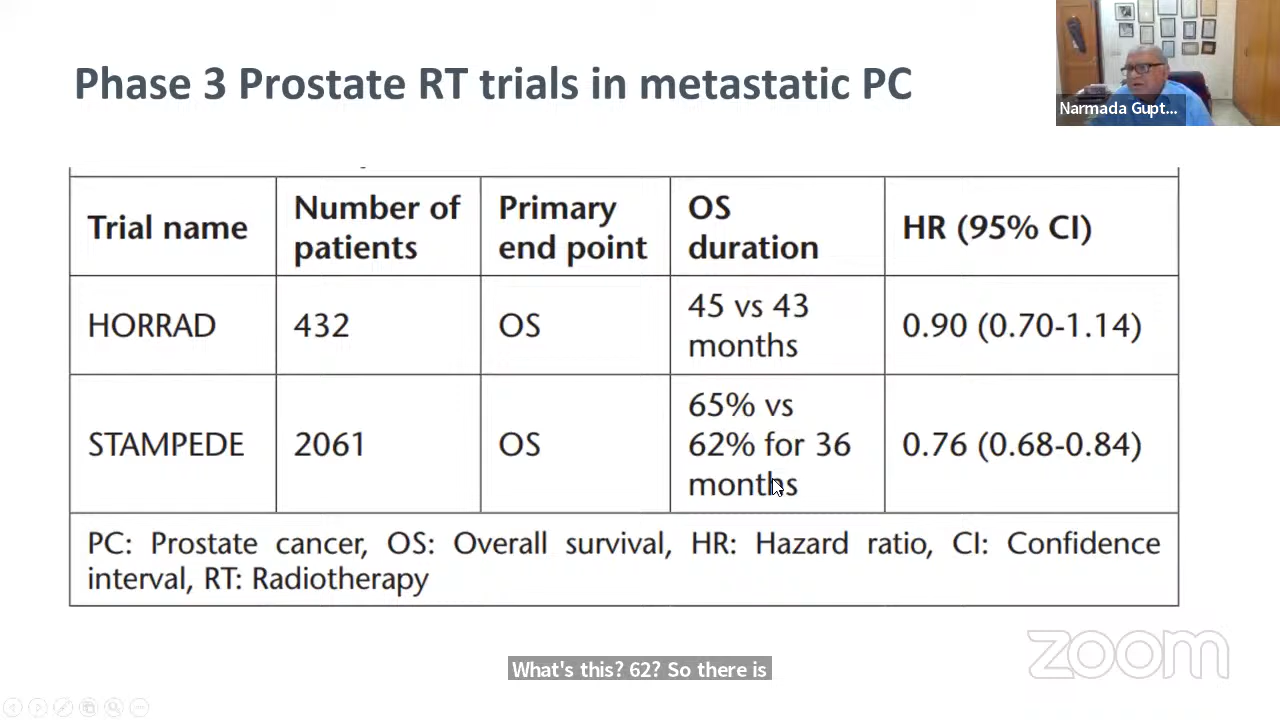 Phase 3 Prostate RT trials in metastatic PC
Narmada Gupt...
Trial name
Number of
patients
Primary
end point
OS
duration
HR (95% CI)
HORRAD
432
OS
45 vs 43
months
0.90 (0.70-1.14)
STAMPEDE
2061
OS
65% vs
62% for 36
months
0.76 (0.68-0.84)
PC: Prostate cancer, OS: Overall survival, HR: Hazard ratio, CI: Confidence
interval, RT: Radiotherapy
zoom
What's this? 62? So there is